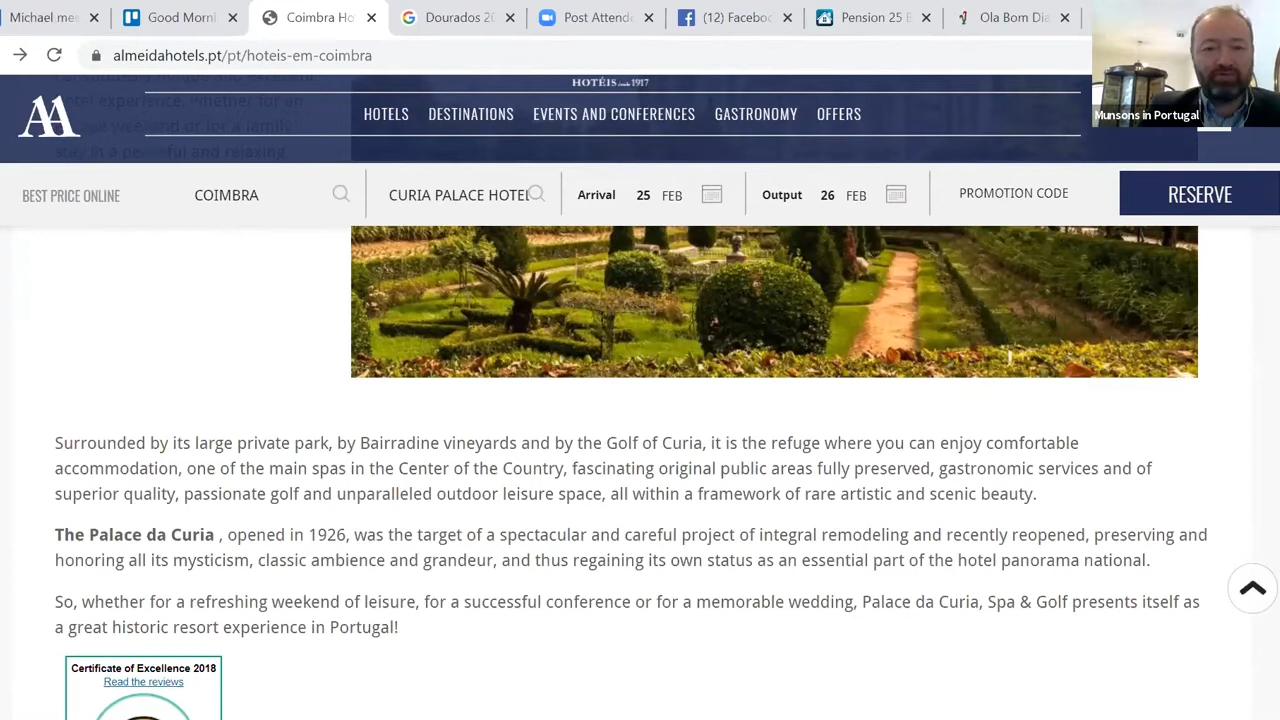 Michael mee
Good Morni
Coimbra Ho
Dourados 20
Post Attende
(12) Faceboo
Pension 25 E
Ola Bom Dia
almeidahotels.pt/pt/hoteis-em-coimbra
Munsons in Portugal
HOTÉIS desde 1917
AA
HOTELS DESTINATIONS EVENTS AND CONFERENCES GASTRONOMY OFFERS
BEST PRICE ONLINE COIMBRA CURIA PALACE HOTEL Arrival 25 FEB Output 26 FEB PROMOTION CODE RESERVE
Surrounded by its large private park, by Bairradine vineyards and by the Golf of Curia, it is the refuge where you can enjoy comfortable
accommodation, one of the main spas in the Center of the Country, fascinating original public areas fully preserved, gastronomic services and of
superior quality, passionate golf and unparalleled outdoor leisure space, all within a framework of rare artistic and scenic beauty.
The Palace da Curia , opened in 1926, was the target of a spectacular and careful project of integral remodeling and recently reopened, preserving and
honoring all its mysticism, classic ambience and grandeur, and thus regaining its own status as an essential part of the hotel panorama national.
So, whether for a refreshing weekend of leisure, for a successful conference or for a memorable wedding, Palace da Curia, Spa & Golf presents itself as
a great historic resort experience in Portugal!
Certificate of Excellence 2018
Read the reviews